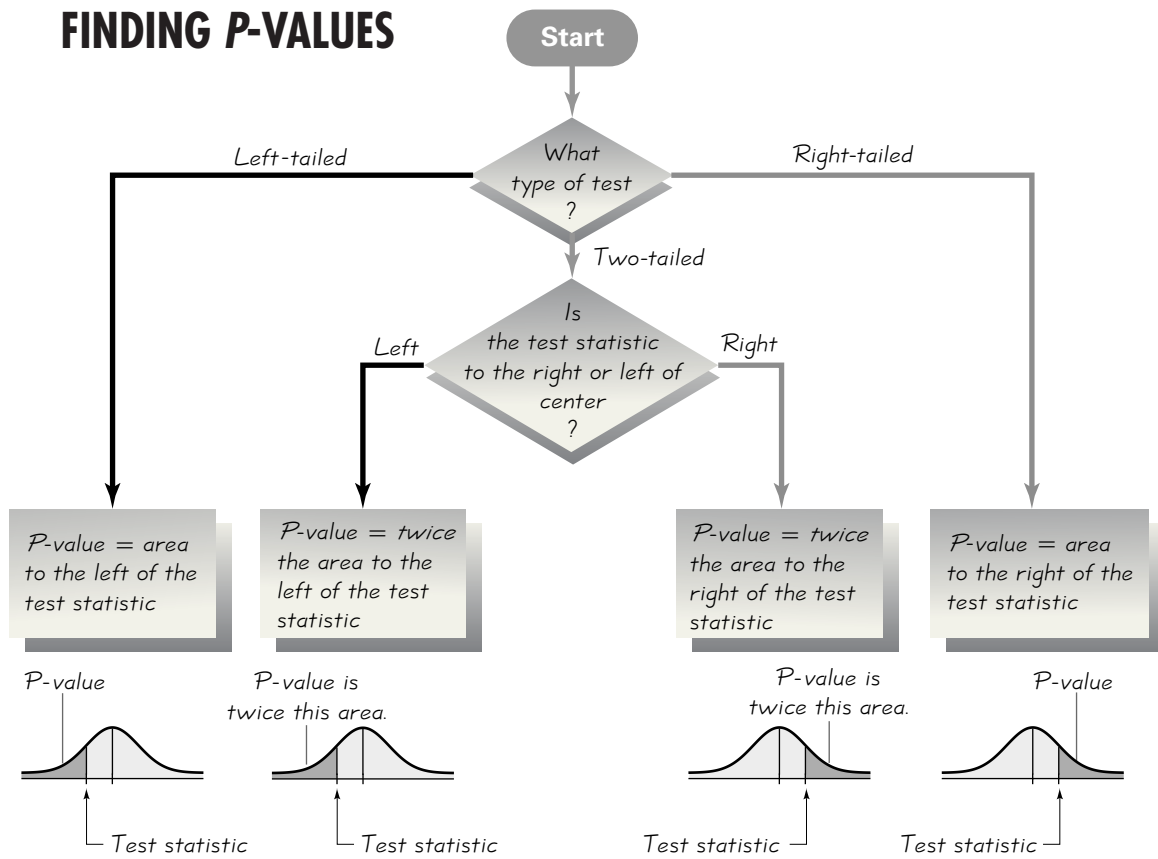 FINDING P-VALUES
Start
What
type of test
?
Left-tailed
Right-tailed
Two-tailed
Is
the test statistic
to the right or left of
center
?
Left
Right
P-value = area
to the left of the
test statistic
P-value = twice
the area to the
left of the test
statistic
P-value = twice
the area to the
right of the test
statistic
P-value = area
to the right of the
test statistic
P-value
P-value is
twice this area.
P-value is
twice this area.
P-value
Test statistic
Test statistic
Test statistic
Test statistic